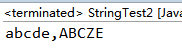 <terminated> StringTest2 [Java
abcde,ABCZE